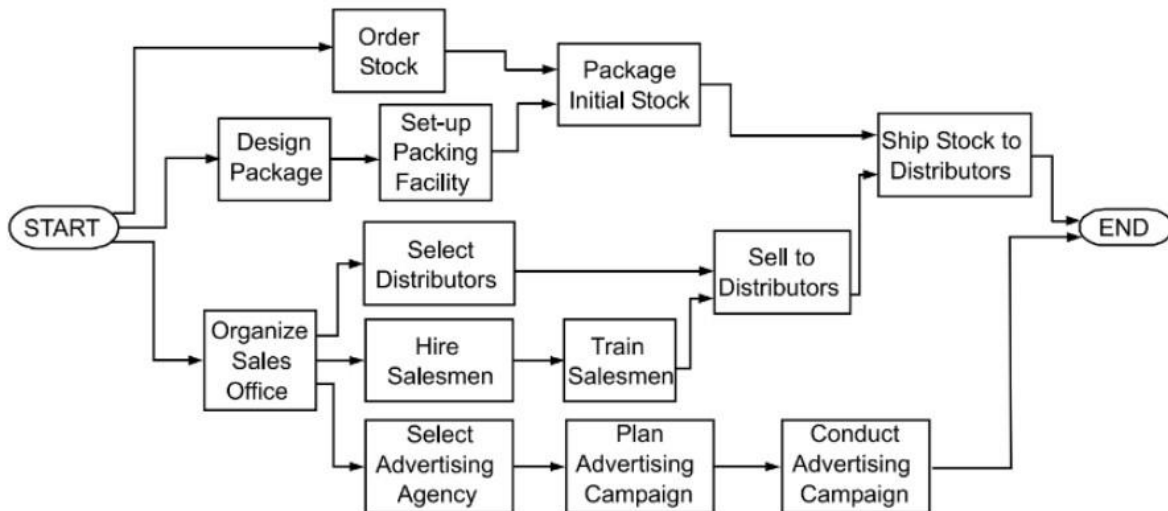 Order
Stock
Package
Initial Stock
Design
Package
Set-up
Packing
Facility
Ship Stock to
Distributors
START
END
Select
Distributors
Sell to
Distributors
Organize
Sales
Office
Hire
Salesmen
Train
Salesmen
Select
Advertising
Agency
Plan
Advertising
Campaign
Conduct
Advertising
Campaign